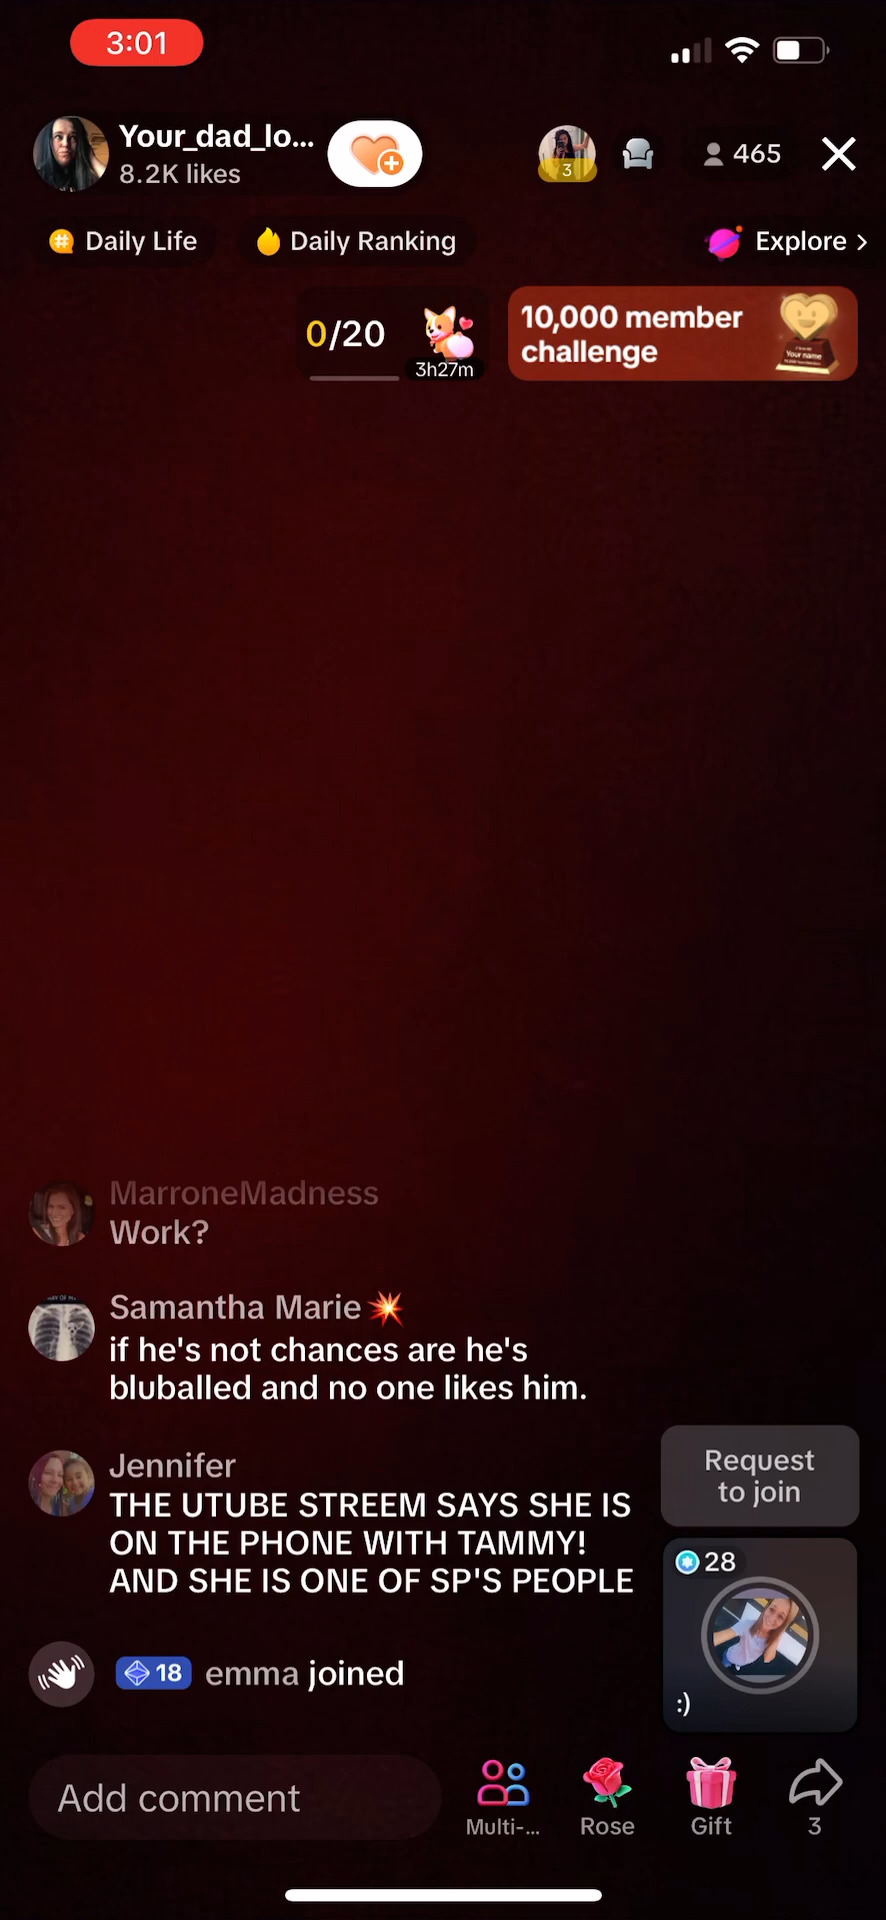 3:01
Your_dad_lo...
8.2K likes
3
465
Daily Life
Daily Ranking
Explore >
0/20
3h27m
10,000 member
challenge
Your name
MarroneMadness
Work?
Samantha Marie💥
if he's not chances are he's
bluballed and no one likes him.
Jennifer
THE UTUBE STREEM SAYS SHE IS
ON THE PHONE WITH TAMMY!
AND SHE IS ONE OF SP'S PEOPLE
Request
to join
28
:)
18 emma joined
Add comment
Multi-...
Rose
Gift
3